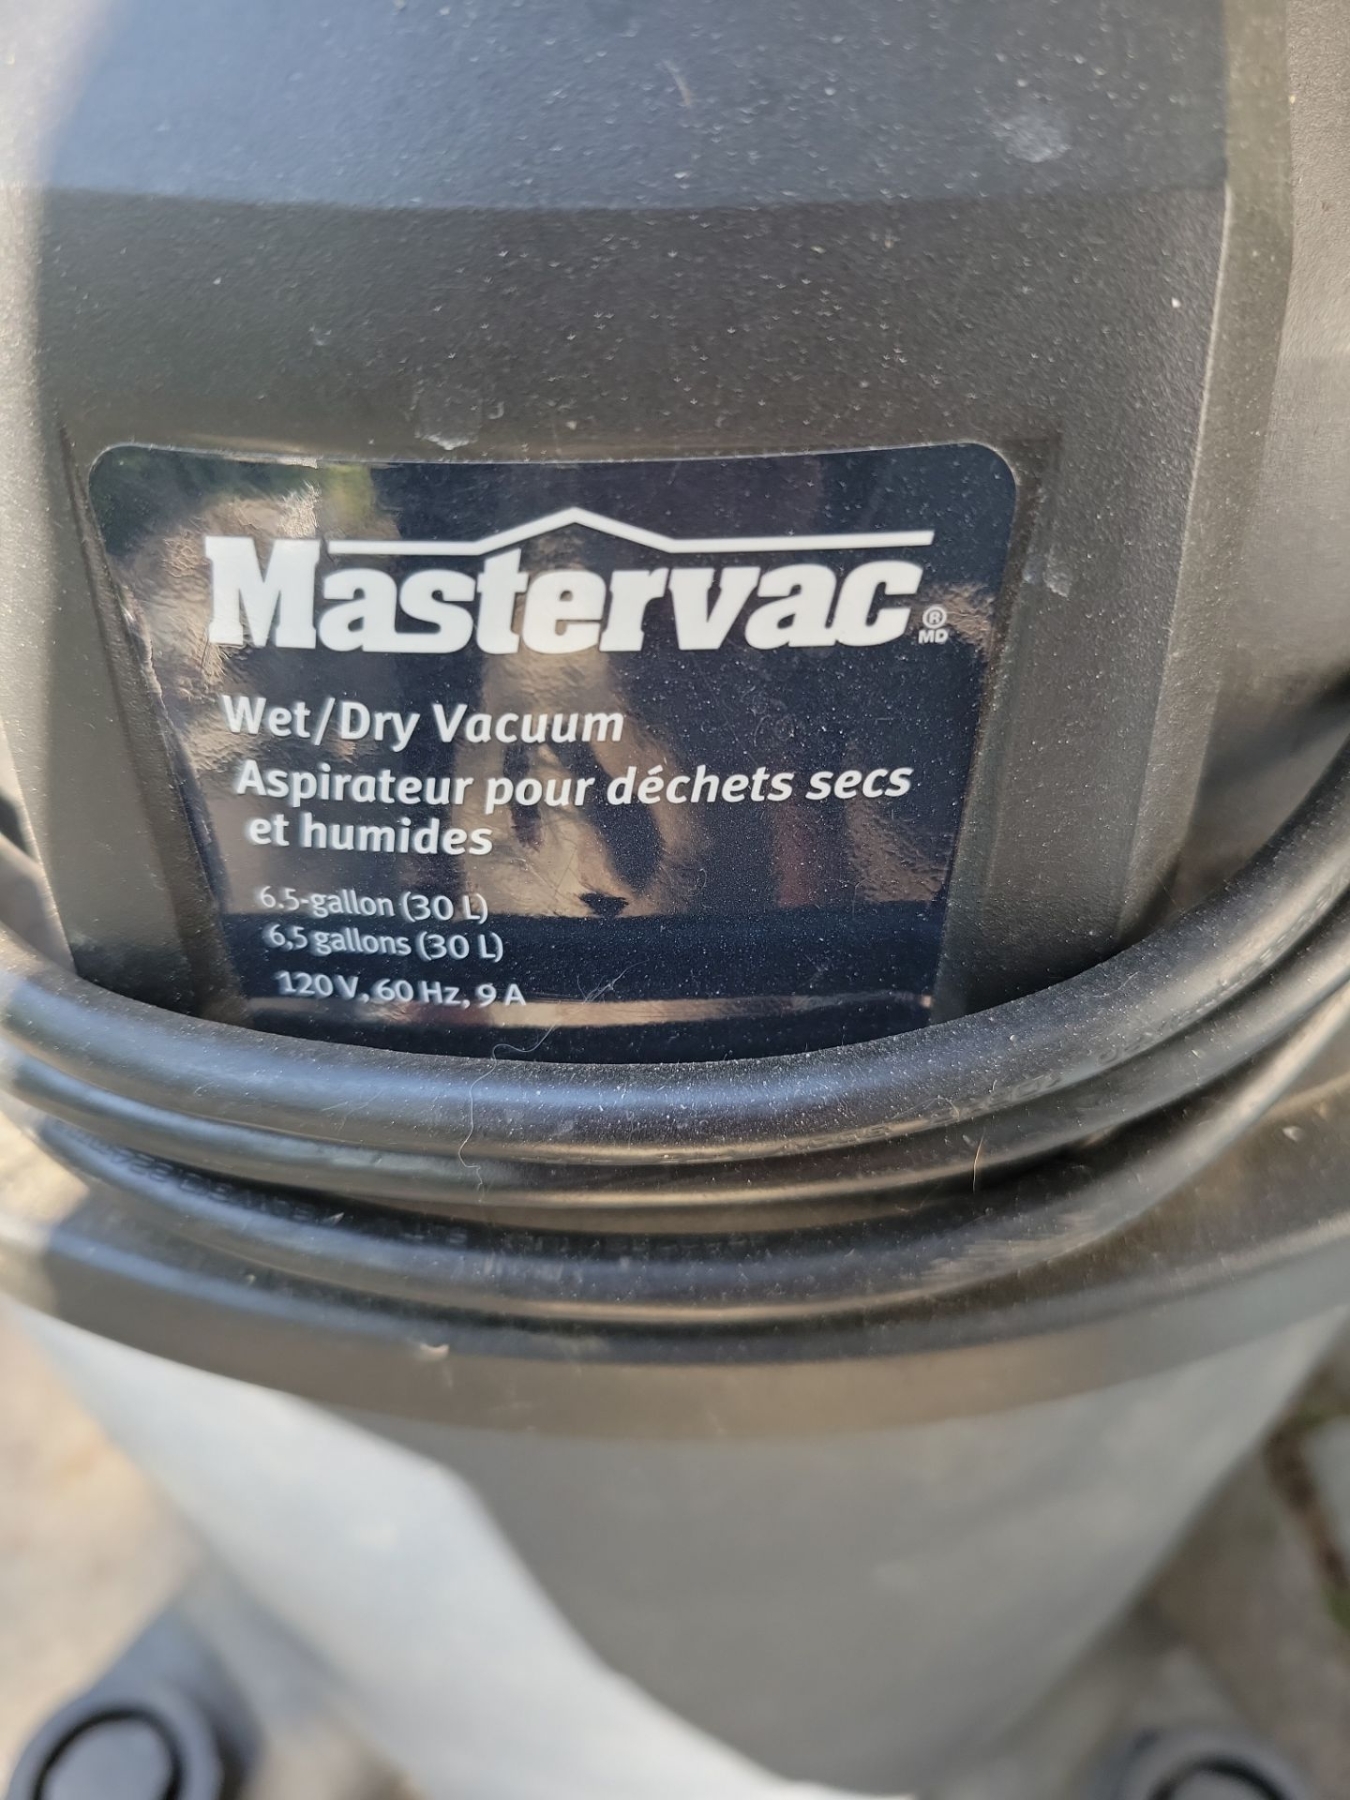 Mastervac ®
MD
Wet/Dry Vacuum
Aspirateur pour déchets secs
et humides
6.5-gallon (30 L)
6,5 gallons (30 L)
120 V, 60 Hz, 9 A